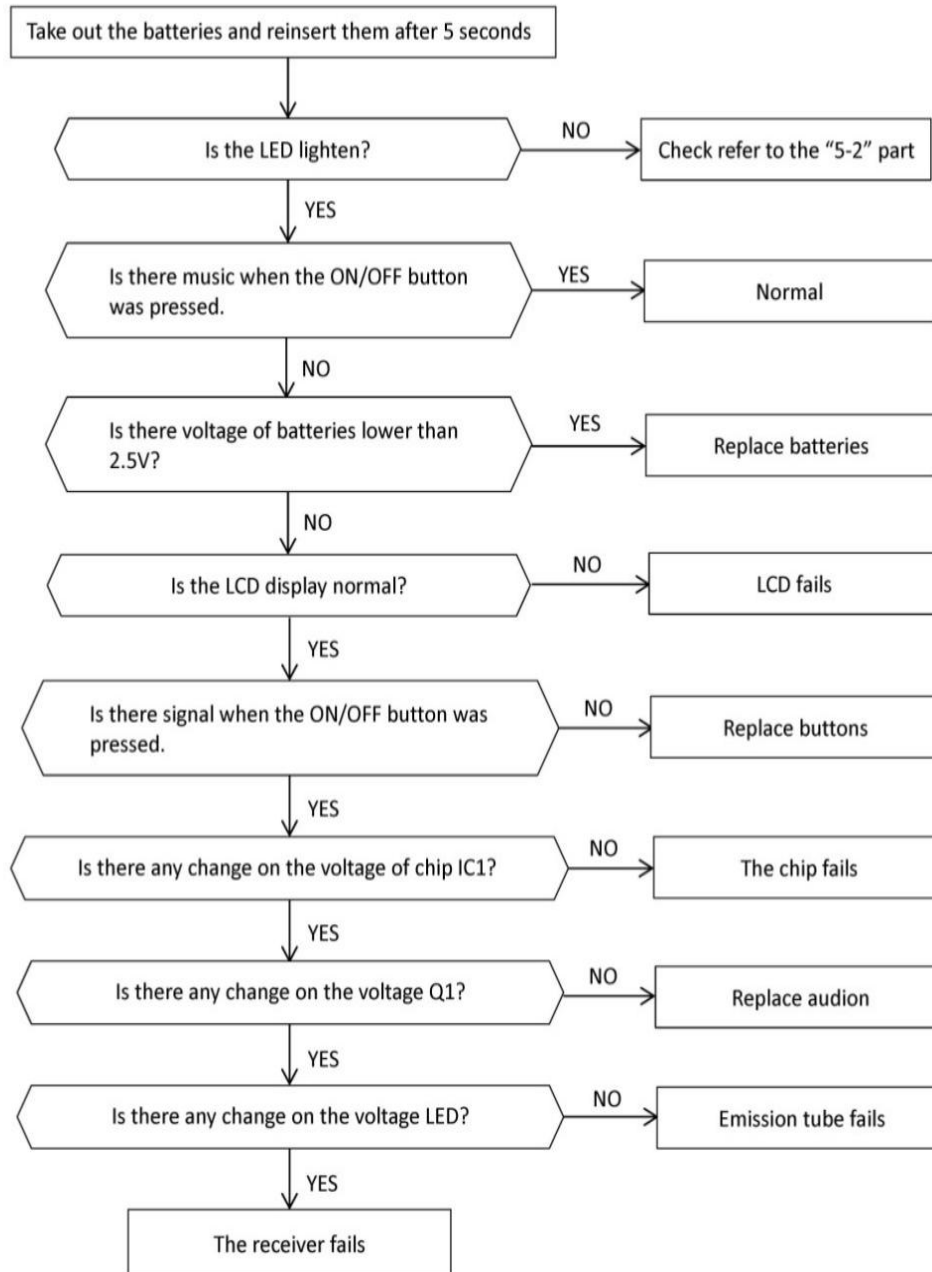 Take out the batteries and reinsert them after 5 seconds
Is the LED lighten?
NO
Check refer to the “5-2” part
YES
Is there music when the ON/OFF button
was pressed.
YES
Normal
NO
Is there voltage of batteries lower than
2.5V?
YES
Replace batteries
NO
Is the LCD display normal?
NO
LCD fails
YES
Is there signal when the ON/OFF button was
pressed.
NO
Replace buttons
YES
Is there any change on the voltage of chip IC1?
NO
The chip fails
YES
Is there any change on the voltage Q1?
NO
Replace audion
YES
Is there any change on the voltage LED?
NO
Emission tube fails
YES
The receiver fails